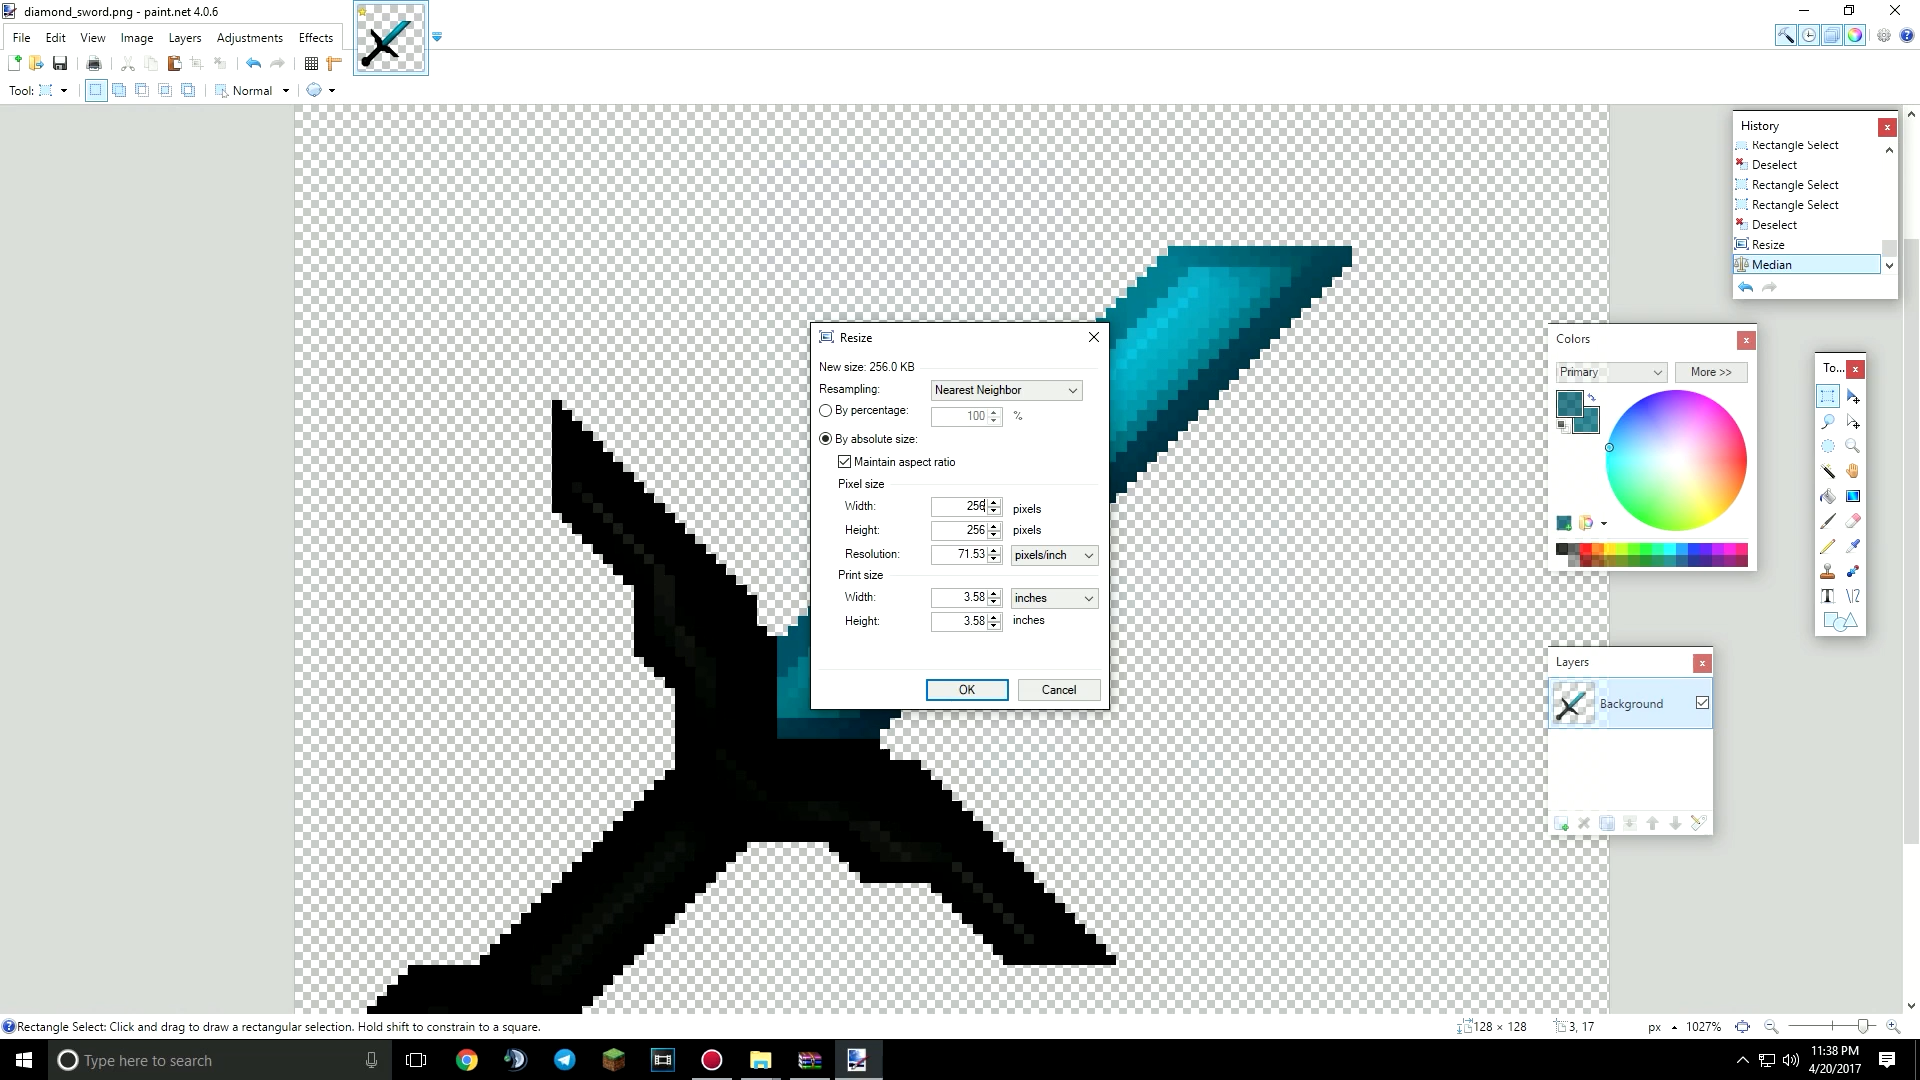 diamond_sword.png - paint.net 4.0.6
File Edit View Image Layers Adjustments Effects
Tool: Normal
History
Rectangle Select
Deselect
Rectangle Select
Rectangle Select
Deselect
Resize
Median
Resize
New size: 256.0 KB
Resampling: Nearest Neighbor
By percentage: 100 %
By absolute size:
Maintain aspect ratio
Pixel size
Width: 256 pixels
Height: 256 pixels
Resolution: 71.53 pixels/inch
Print size
Width: 3.58 inches
Height: 3.58 inches
OK Cancel
Colors
Primary More >>
To...
Layers
Background
Rectangle Select: Click and drag to draw a rectangular selection. Hold shift to constrain to a square.
128 × 128 3, 17 px 1027%
Type here to search
11:38 PM
4/20/2017